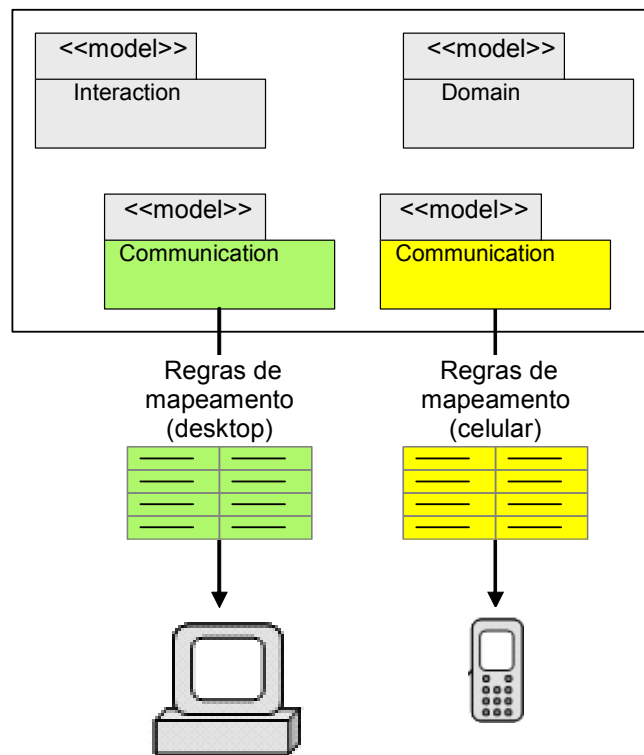 <<model>>
Interaction
<<model>>
Domain
<<model>>
Communication
<<model>>
Communication
Regras de
mapeamento
(desktop)
Regras de
mapeamento
(celular)